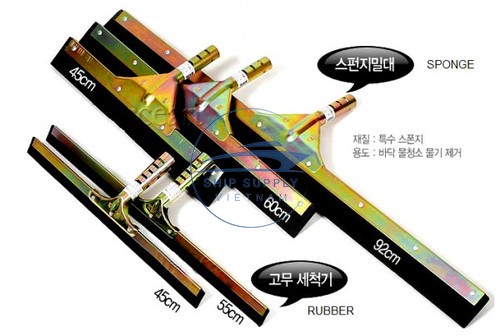 45cm
스펀지밀대
SPONGE
재질 : 특수 스폰지
용도 : 바닥 물청소 물기 제거
SHIP SUPPLY
VIETNAM
60cm
92cm
고무 세척기
RUBBER
45cm
55cm